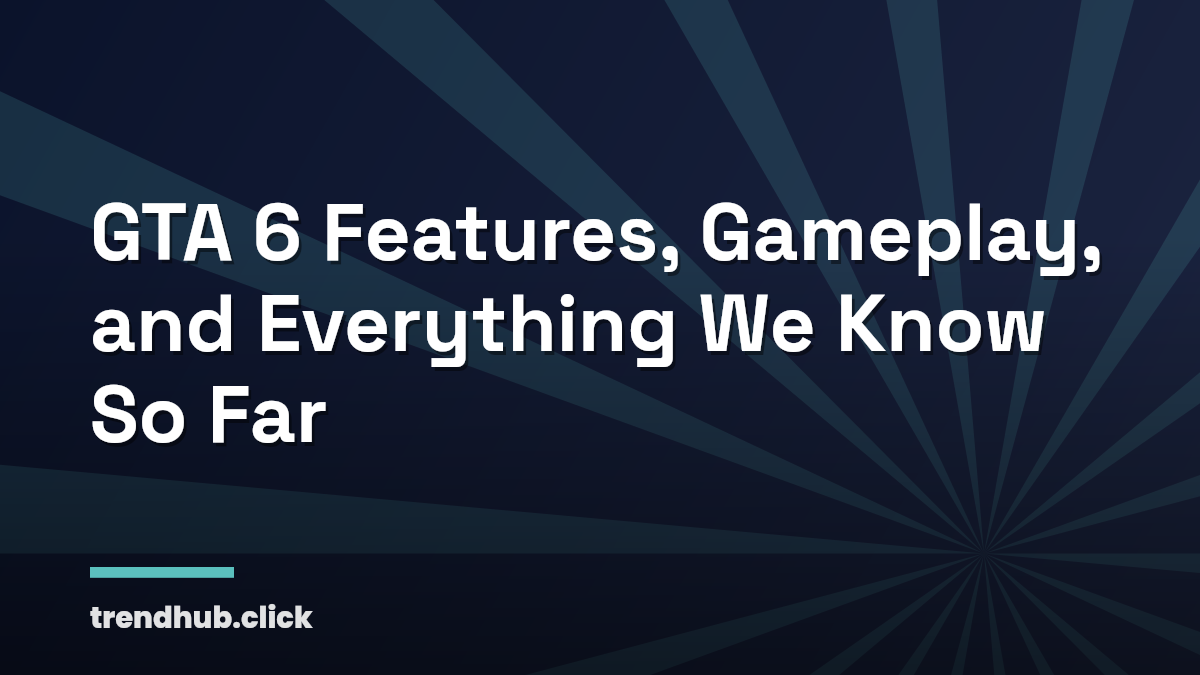 GTA 6 Features, Gameplay,
and Everything We Know
So Far
trendhub.click